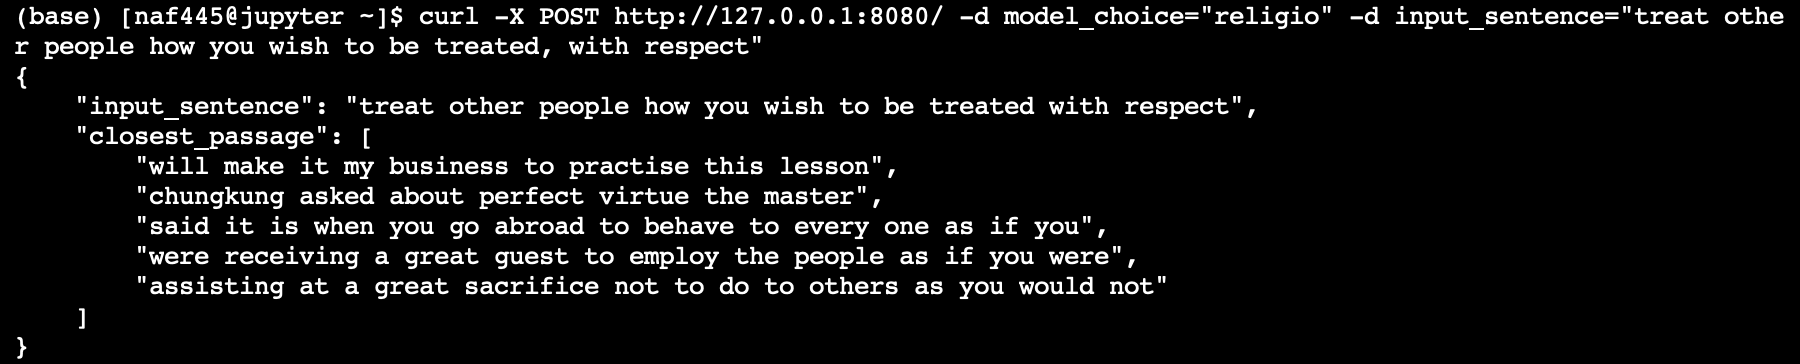 (base) [naf445@jupyter ~]$ curl -X POST http://127.0.0.1:8080/ -d model_choice="religio" -d input_sentence="treat othe
r people how you wish to be treated, with respect"
{
    "input_sentence": "treat other people how you wish to be treated with respect",
    "closest_passage": [
        "will make it my business to practise this lesson",
        "chungkung asked about perfect virtue the master",
        "said it is when you go abroad to behave to every one as if you",
        "were receiving a great guest to employ the people as if you were",
        "assisting at a great sacrifice not to do to others as you would not"
    ]
}